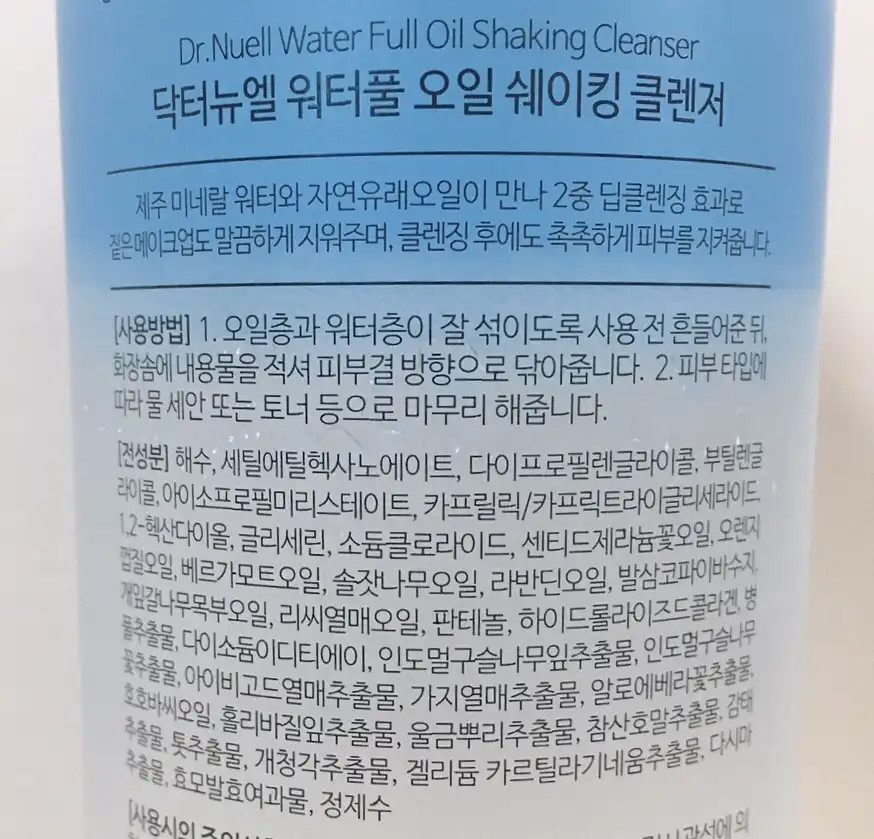 Dr.Nuell Water Full Oil Shaking Cleanser
닥터뉴엘 워터풀 오일 쉐이킹 클렌저
제주 미네랄 워터와 자연유래오일이 만나 2중 딥클렌징 효과로
짙은메이크업도 말끔하게 지워주며, 클렌징 후에도 촉촉하게 피부를 지켜줍니다.
[사용방법] 1. 오일층과 워터층이 잘 섞이도록 사용 전 흔들어준 뒤,
화장솜에 내용물을 적셔 피부결 방향으로 닦아줍니다. 2. 피부 타입에
따라 물 세안 또는 토너 등으로 마무리 해줍니다.
[전성분] 해수, 세틸에틸헥사노에이트, 다이프로필렌글라이콜, 부틸렌글
라이콜, 아이소프로필미리스테이트, 카프릴릭/카프릭트라이글리세라이드,
1,2-헥산다이올, 글리세린, 소듐클로라이드, 센티드제라늄꽃오일, 오렌지
껍질오일, 베르가모트오일, 솔잣나무오일, 라반딘오일, 발삼코파이바수지,
개잎갈나무목부오일, 리씨열매오일, 판테놀, 하이드롤라이즈드콜라겐, 병
풀추출물, 다이소듐이디티에이, 인도멀구슬나무잎추출물, 인도멀구슬나무
꽃추출물, 아이비고드열매추출물, 가지열매추출물, 알로에베라꽃추출물,
호호바씨오일, 홀리바질잎추출물, 울금뿌리추출물, 참산호말추출물, 감태
추출물, 톳추출물, 개청각추출물, 겔리듐 카르틸라기네움추출물, 다시마
추출물, 효모발효여과물, 정제수
[사용시의 주의